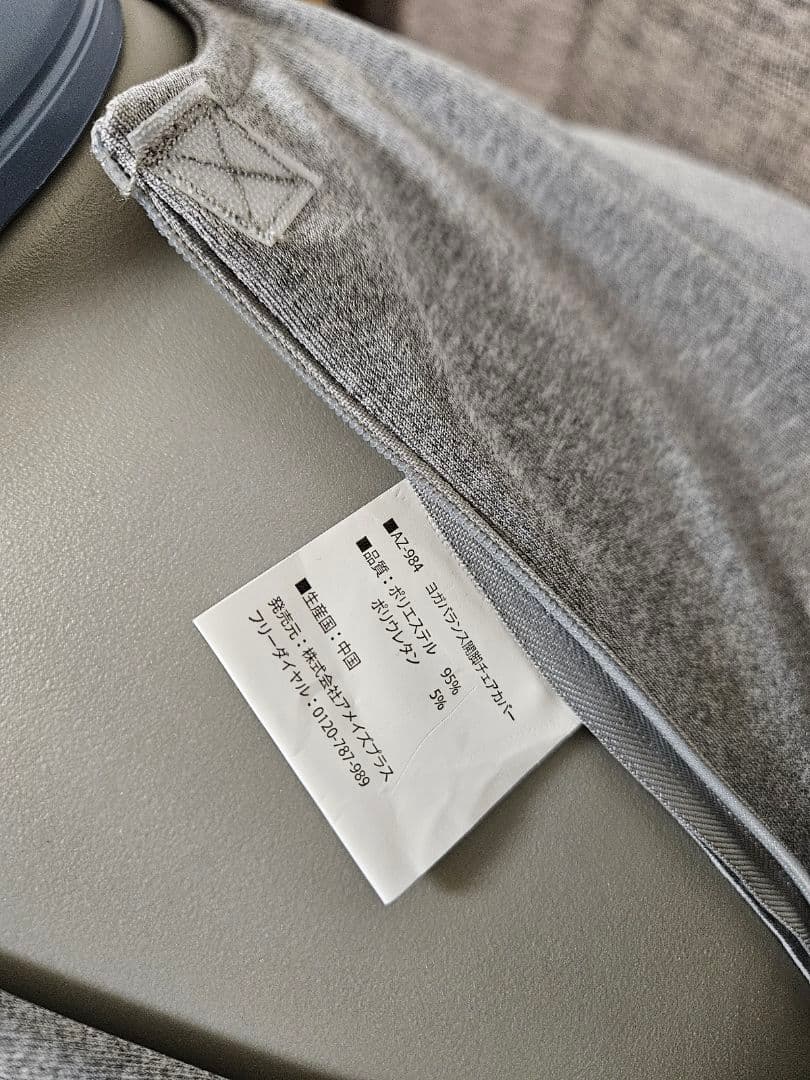 ■AZ-984　ヨガバランス開脚チェアカバー
■品質：ポリエステル　95%
ポリウレタン　5%
■生産国：中国
発売元：株式会社アメイズプラス
フリーダイヤル：0120-787-989